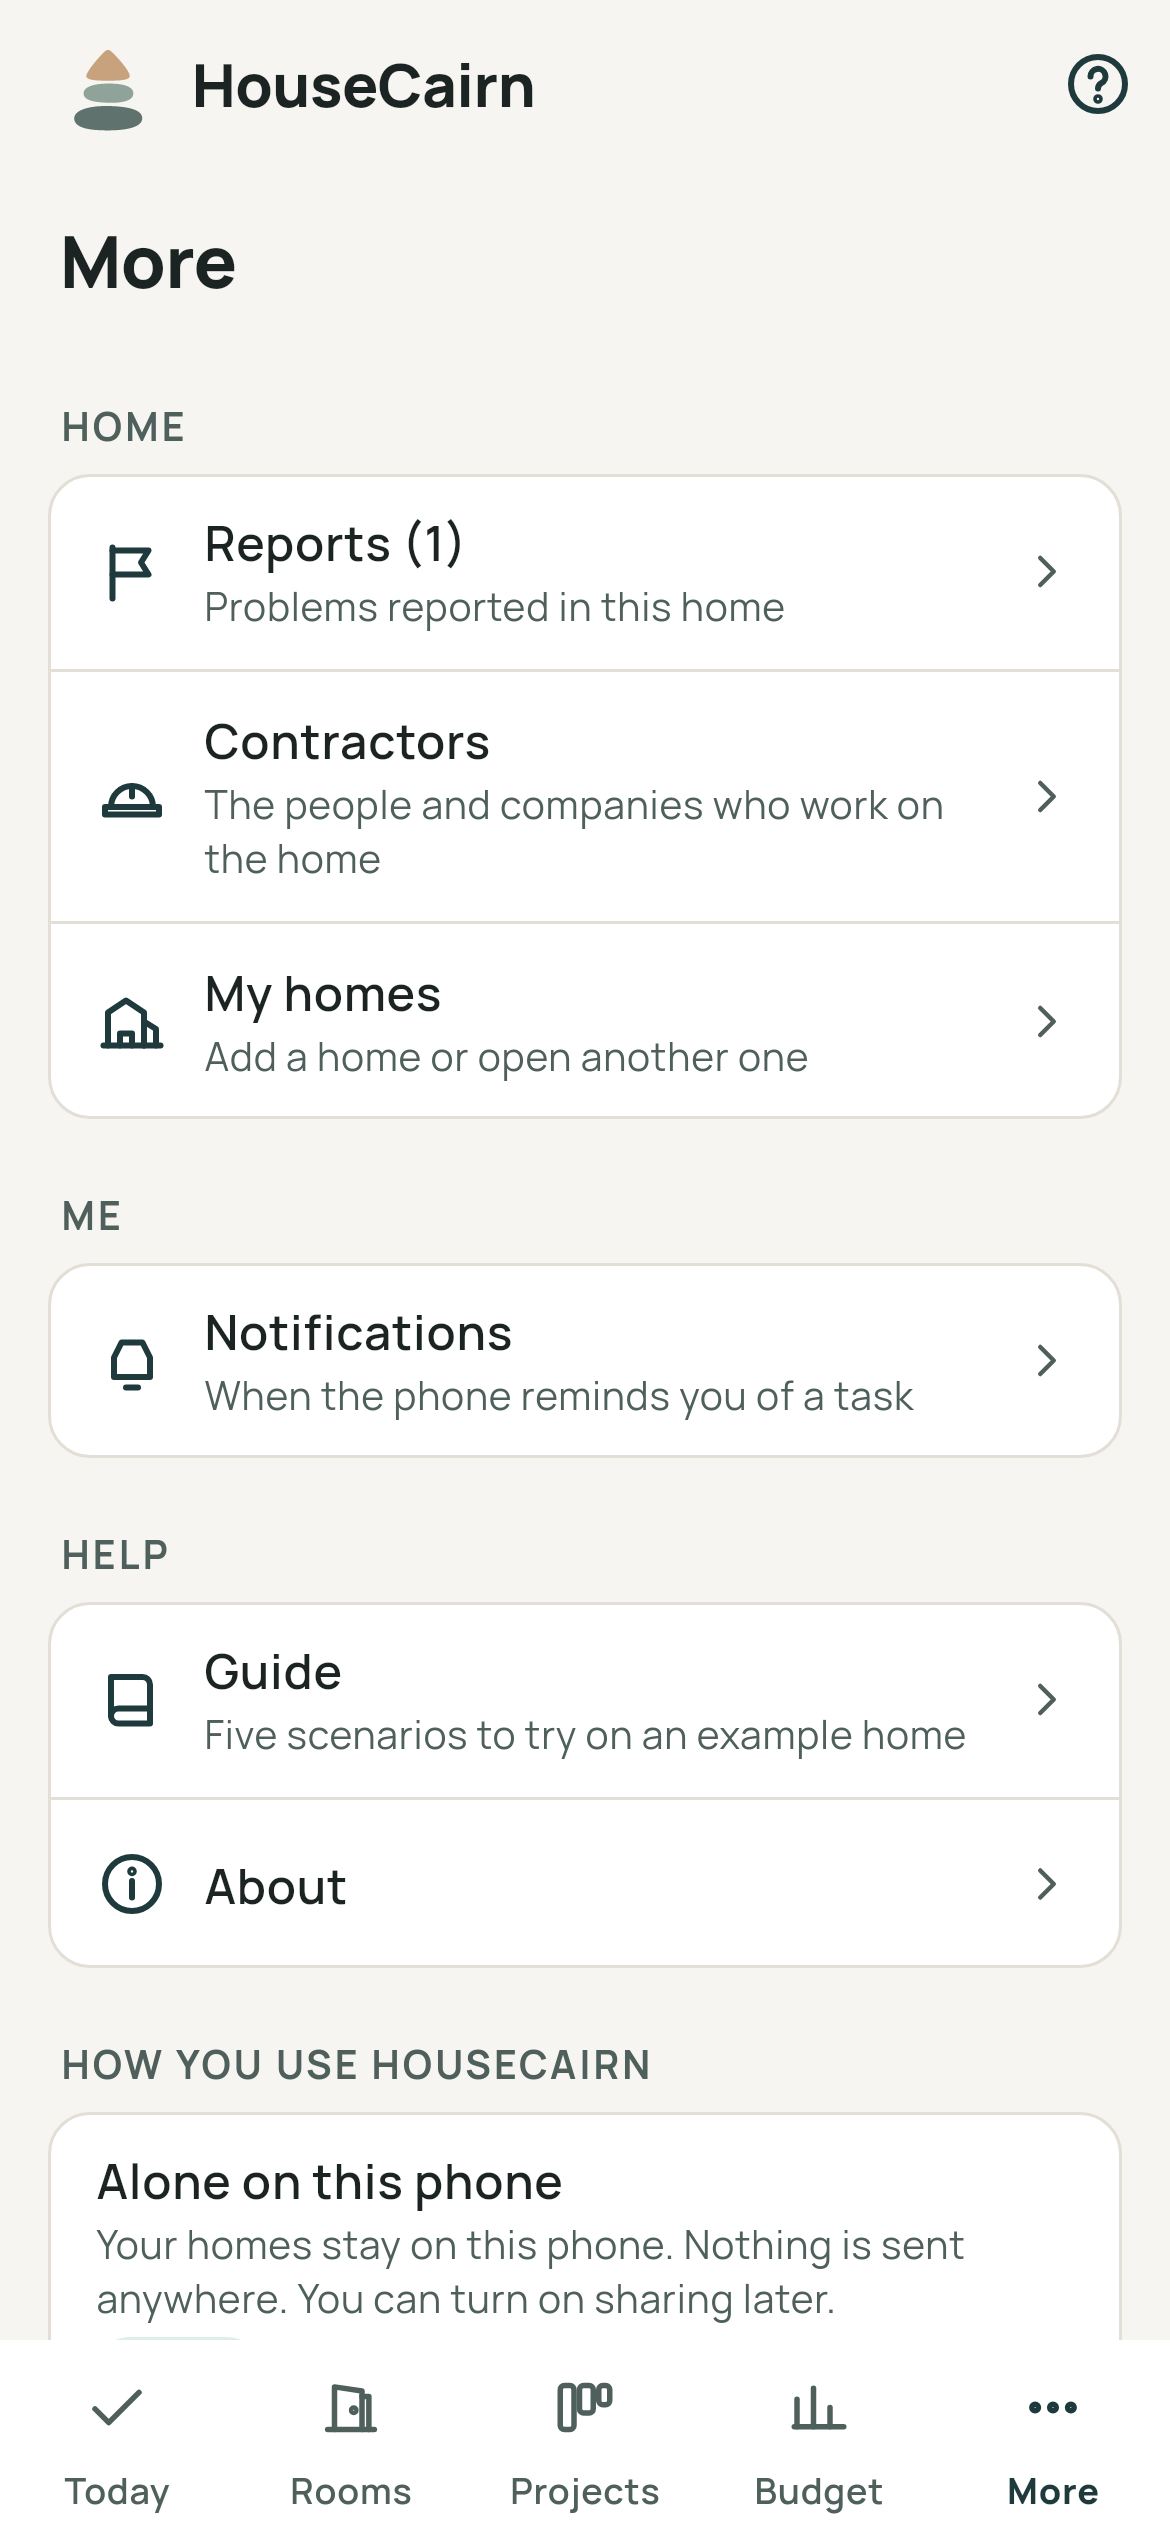 HouseCairn
More
HOME
Reports (1)
Problems reported in this home
Contractors
The people and companies who work on
the home
My homes
Add a home or open another one
ME
Notifications
When the phone reminds you of a task
HELP
Guide
Five scenarios to try on an example home
About
HOW YOU USE HOUSECAIRN
Alone on this phone
Your homes stay on this phone. Nothing is sent
anywhere. You can turn on sharing later.
Today
Rooms
Projects
Budget
More